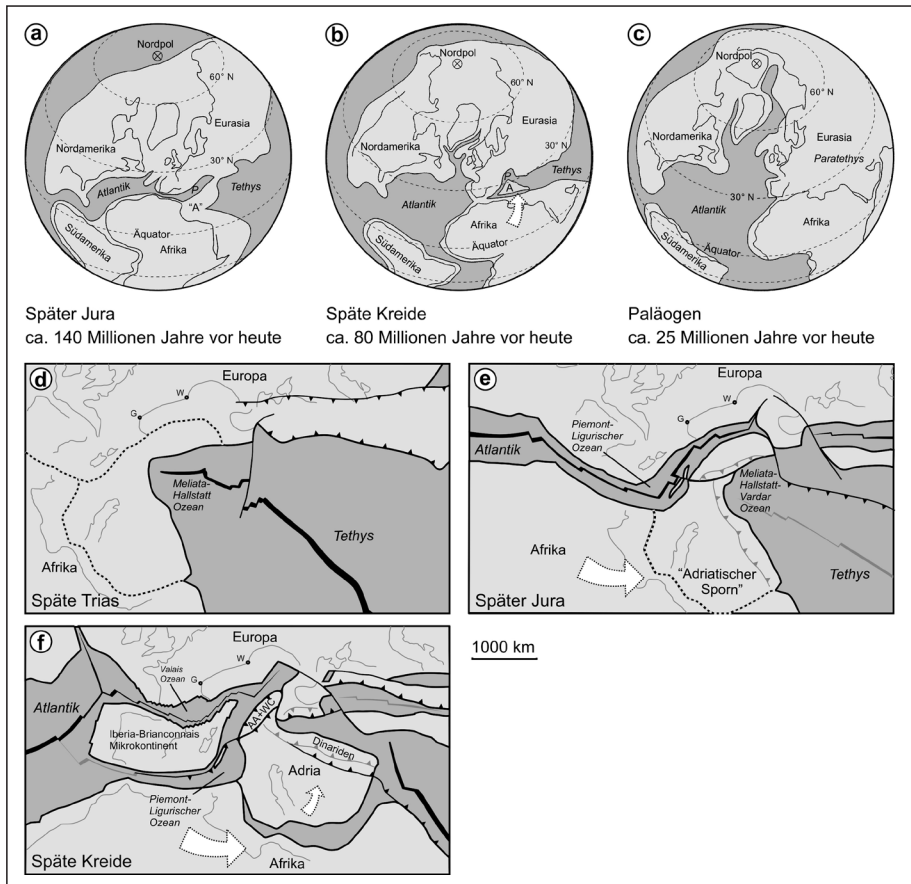 a
Nordpol
60° N
Eurasia
Nordamerika
30° N
Atlantik
P
Tethys
"A"
Äquator
Afrika
Südamerika
Später Jura
ca. 140 Millionen Jahre vor heute
b
Nordpol
60° N
Eurasia
Nordamerika
30° N
P
Tethys
A
Atlantik
Afrika
Äquator
Südamerika
Späte Kreide
ca. 80 Millionen Jahre vor heute
c
Nordpol
60° N
Nordamerika
Eurasia
Paratethys
30° N
Atlantik
Afrika
Äquator
Südamerika
Paläogen
ca. 25 Millionen Jahre vor heute
d
Europa
W
G
Meliata-
Hallstatt
Ozean
Tethys
Afrika
Späte Trias
e
Europa
W
G
Piemont-
Ligurischer
Ozean
Atlantik
Meliata-
Hallstatt-
Vardar
Ozean
Afrika
"Adriatischer
Sporn"
Tethys
Später Jura
1000 km
f
Europa
W
Valais
Ozean
G
Atlantik
AA+WC
Iberia-Brianconnais
Mikrokontinent
Dinariden
Adria
Piemont-
Ligurischer
Ozean
Afrika
Späte Kreide